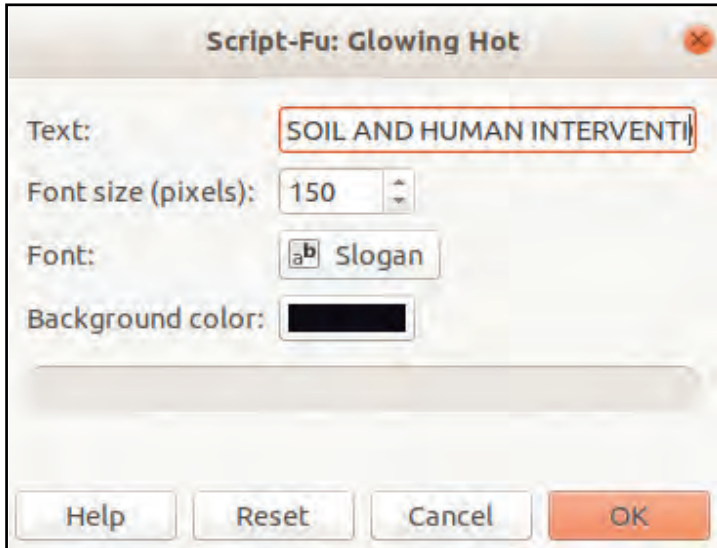 Script-Fu: Glowing Hot
Text: SOIL AND HUMAN INTERVENTI
Font size (pixels): 150
Font: ab Slogan
Background color:
Help Reset Cancel OK